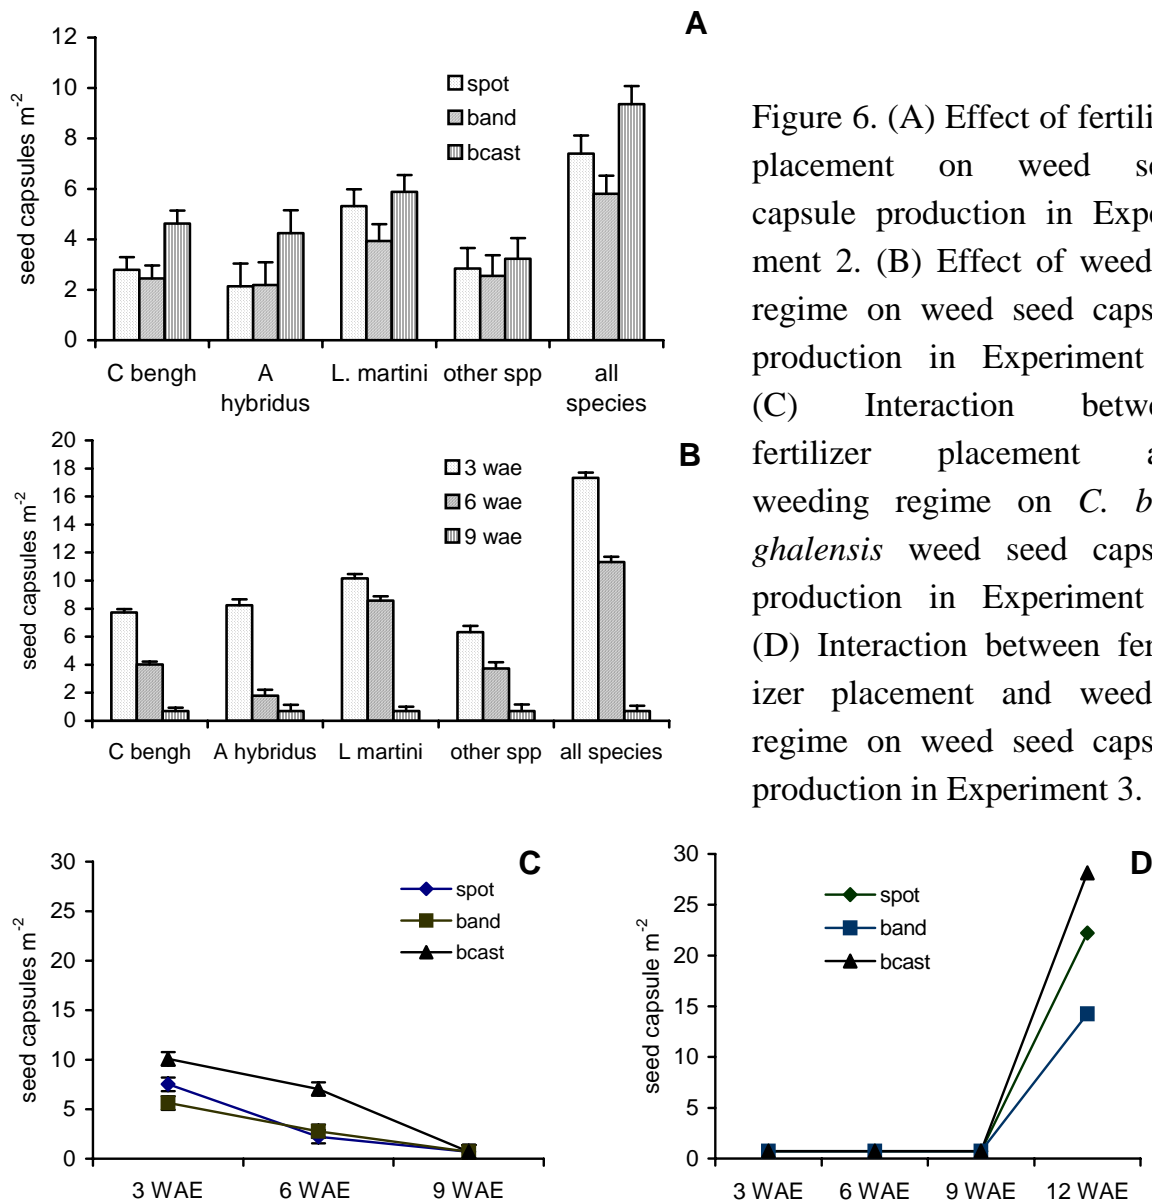 A
12
10
8
6
4
2
0
seed capsules m-2
spot
band
bcast
C bengh
A hybridus
L. martini
other spp
all species
B
20
18
16
14
12
10
8
6
4
2
0
seed capsules m-2
3 wae
6 wae
9 wae
C bengh
A hybridus
L martini
other spp
all species
Figure 6. (A) Effect of fertiliz
placement on weed se
capsule production in Expe
ment 2. (B) Effect of weed
regime on weed seed caps
production in Experiment
(C) Interaction betwe
fertilizer placement a
weeding regime on C. b
ghalensis weed seed caps
production in Experiment
(D) Interaction between fer
izer placement and weed
regime on weed seed caps
production in Experiment 3.
C
30
25
20
15
10
5
0
seed capsules m-2
spot
band
bcast
3 WAE
6 WAE
9 WAE
D
30
25
20
15
10
5
0
seed capsule m-2
spot
band
bcast
3 WAE
6 WAE
9 WAE
12 WAE